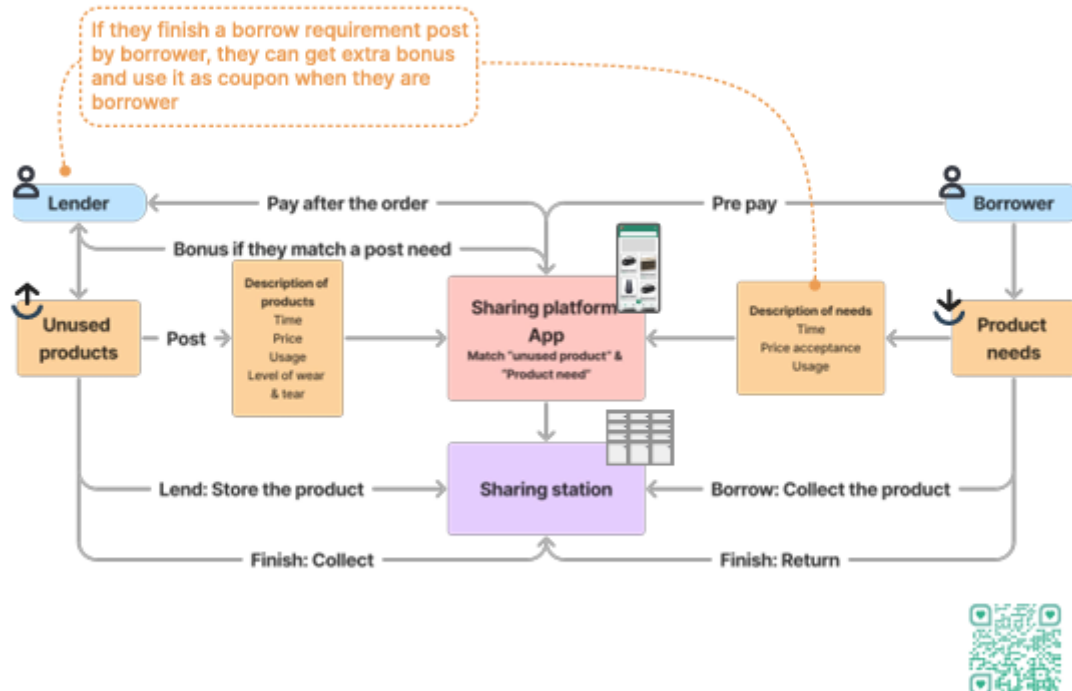 If they finish a borrow requirement post
by borrower, they can get extra bonus
and use it as coupon when they are
borrower
Lender
Pay after the order
Pre pay
Borrower
Bonus if they match a post need
Description of
products
Time
Price
Usage
Level of wear
& tear
Sharing platform
App
Match "unused product" &
"Product need"
Description of needs
Time
Price acceptance
Usage
Unused
products
Post
Product
needs
Lend: Store the product
Sharing station
Borrow: Collect the product
Finish: Collect
Finish: Return